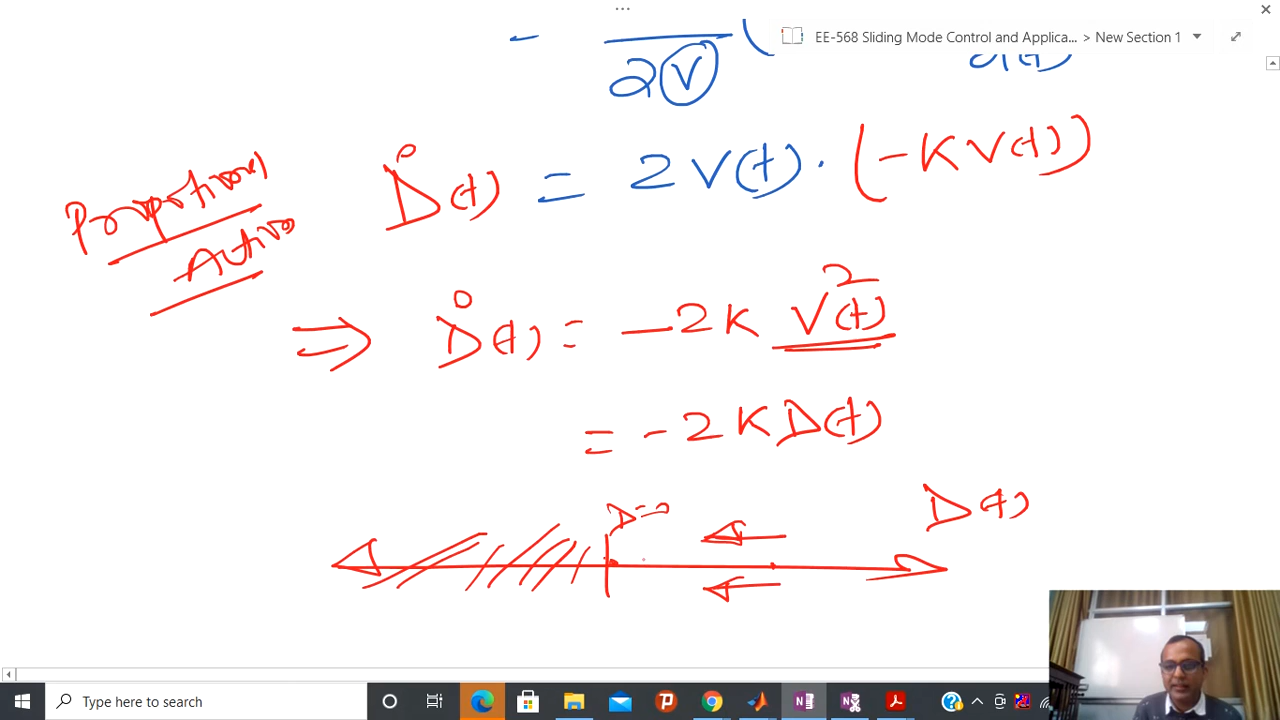 EE-568 Sliding Mode Control and Applica... > New Section 1
2V
Proportional
Action
Ḋ(t) = 2V(t)·(-KV(t))
⇒ Ḋ(t) = -2K V²(t)
= -2KD(t)
D=0
D(t)
Type here to search